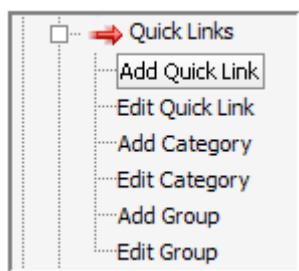 Quick Links
Add Quick Link
Edit Quick Link
Add Category
Edit Category
Add Group
Edit Group